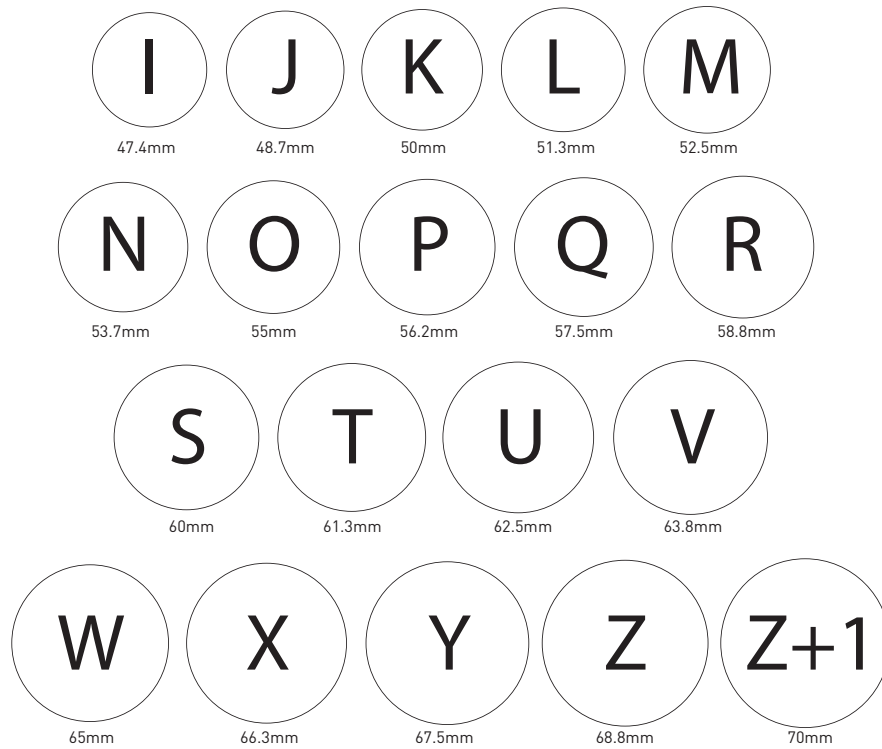 I J K L M
47.4mm 48.7mm 50mm 51.3mm 52.5mm
N O P Q R
53.7mm 55mm 56.2mm 57.5mm 58.8mm
S T U V
60mm 61.3mm 62.5mm 63.8mm
W X Y Z Z+1
65mm 66.3mm 67.5mm 68.8mm 70mm